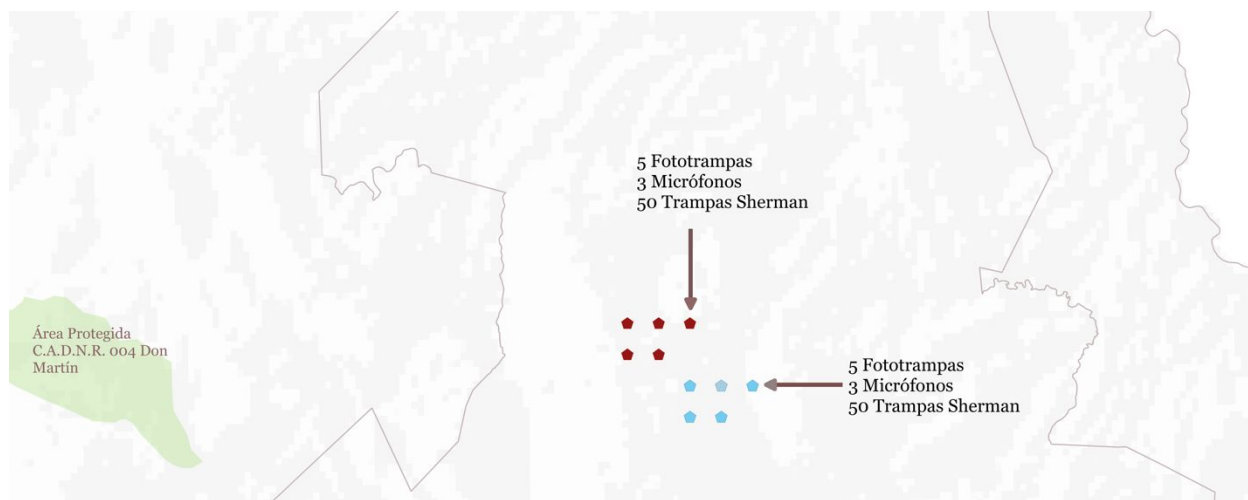 5 Fototrampas
3 Micrófonos
50 Trampas Sherman
Área Protegida
C.A.D.N.R. 004 Don
Martín
5 Fototrampas
3 Micrófonos
50 Trampas Sherman